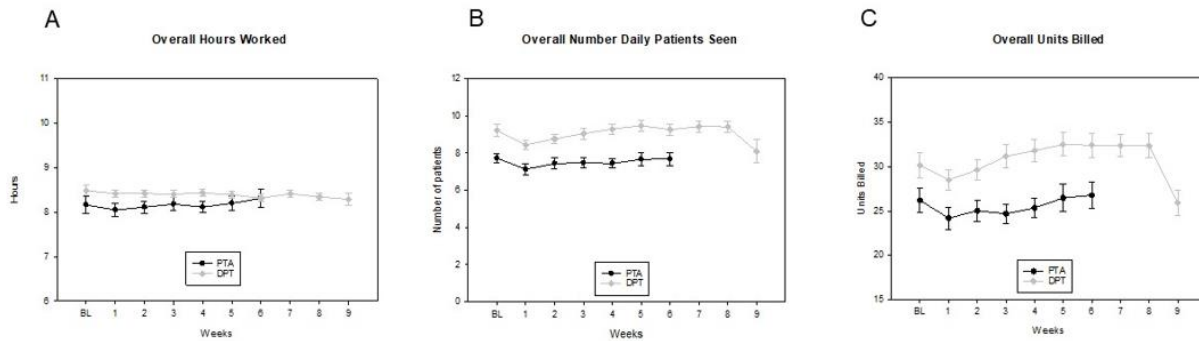 A
Overall Hours Worked
Hours
11
10
9
8
7
6
PTA
DPT
BL 1 2 3 4 5 6 7 8 9
Weeks
B
Overall Number Daily Patients Seen
Number of patients
12
10
8
6
4
2
0
PTA
DPT
BL 1 2 3 4 5 6 7 8 9
Weeks
C
Overall Units Billed
Units Billed
40
35
30
25
20
15
PTA
DPT
BL 1 2 3 4 5 6 7 8 9
Weeks